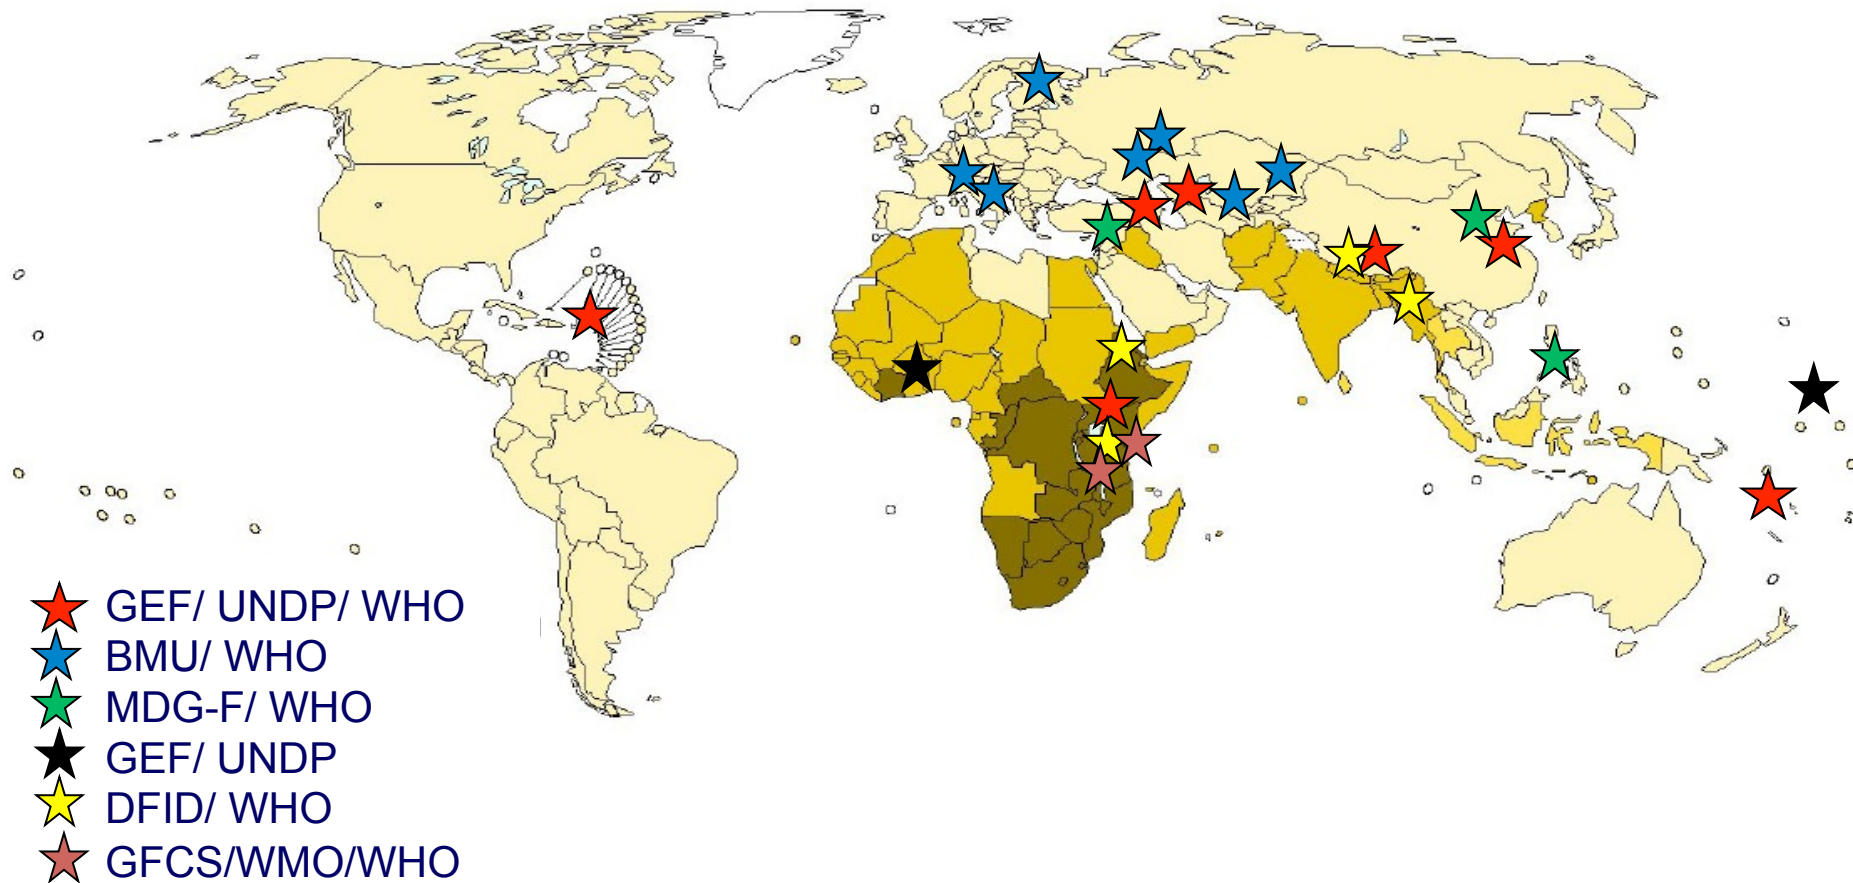 GEF/ UNDP/ WHO
BMU/ WHO
MDG-F/ WHO
GEF/ UNDP
DFID/ WHO
GFCS/WMO/WHO